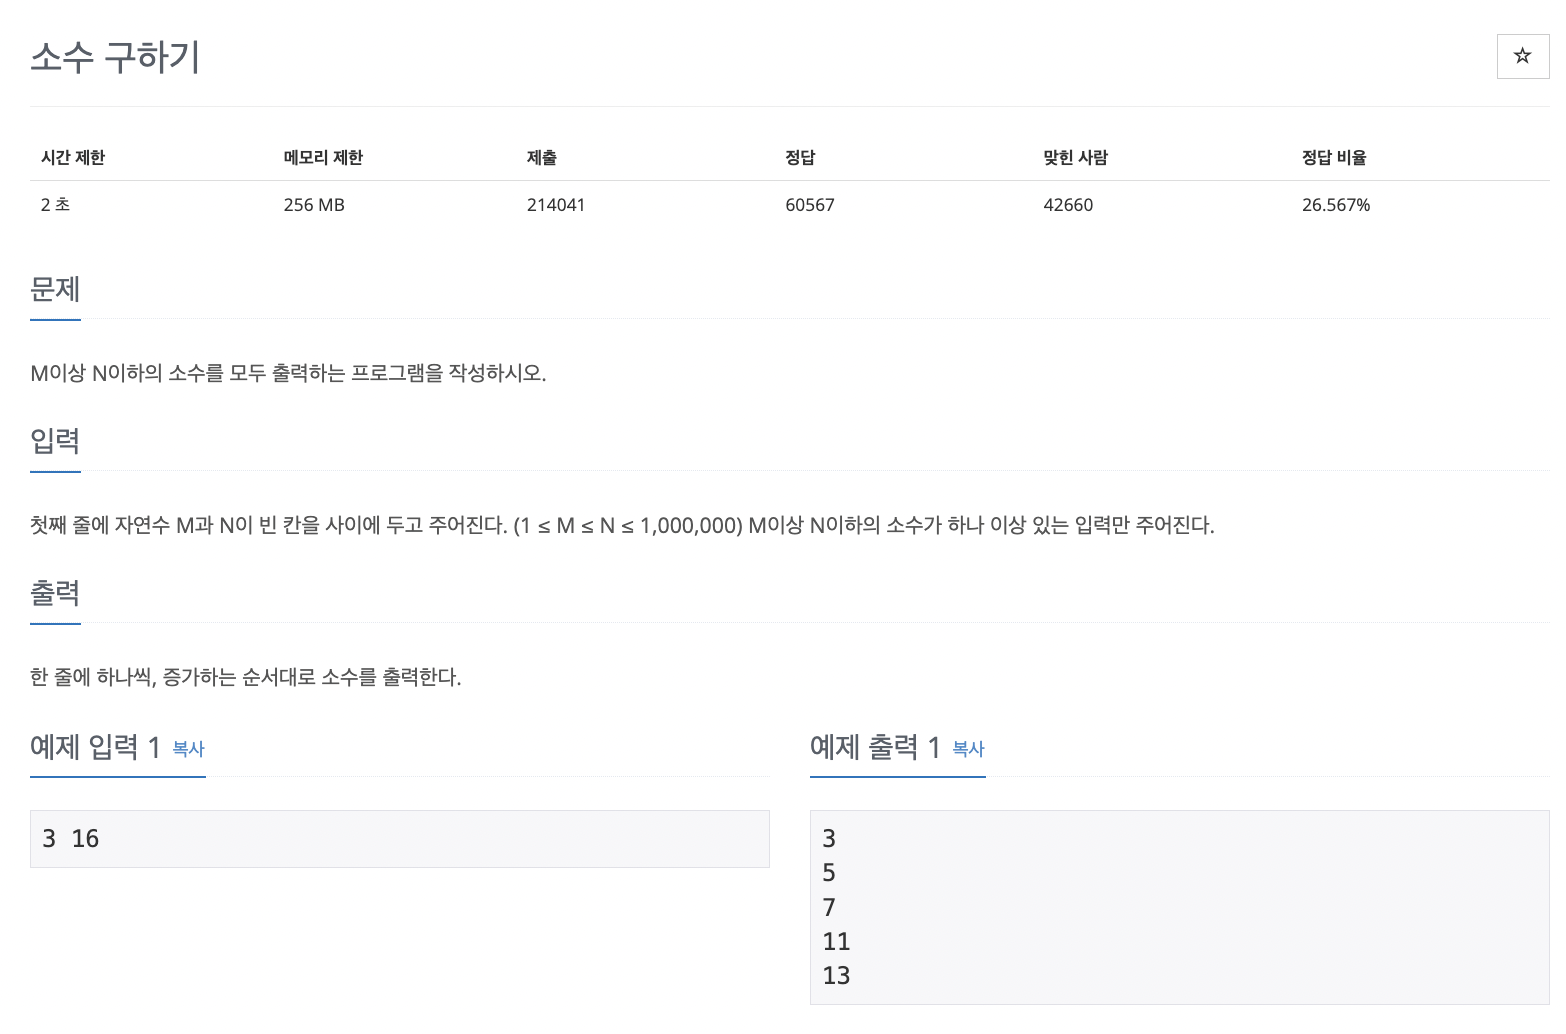 소수 구하기
☆
시간 제한 메모리 제한 제출 정답 맞힌 사람 정답 비율
2 초 256 MB 214041 60567 42660 26.567%
문제
M이상 N이하의 소수를 모두 출력하는 프로그램을 작성하시오.
입력
첫째 줄에 자연수 M과 N이 빈 칸을 사이에 두고 주어진다. (1 ≤ M ≤ N ≤ 1,000,000) M이상 N이하의 소수가 하나 이상 있는 입력만 주어진다.
출력
한 줄에 하나씩, 증가하는 순서대로 소수를 출력한다.
예제 입력 1 복사
3 16
예제 출력 1 복사
3
5
7
11
13